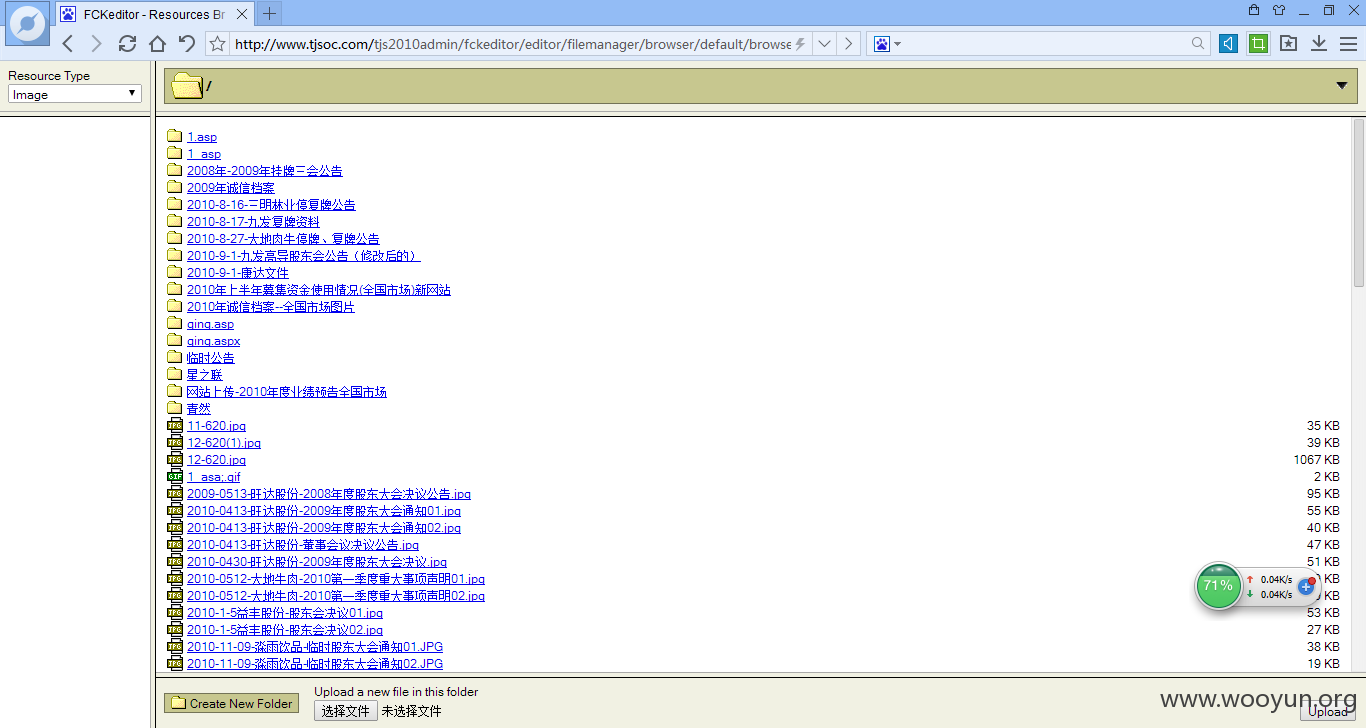 FCKeditor - Resources Br
http://www.tjsoc.com/tjs2010admin/fckeditor/editor/filemanager/browser/default/browse
Resource Type
Image
/
1.asp
1_asp
2008年-2009年挂牌三会公告
2009年诚信档案
2010-8-16-三明林业停复牌公告
2010-8-17-九发复牌资料
2010-8-27-大地肉牛停牌、复牌公告
2010-9-1-九发高导股东会公告（修改后的）
2010-9-1-康达文件
2010年上半年募集资金使用情况(全国市场)新网站
2010年诚信档案--全国市场图片
qing.asp
qing.aspx
临时公告
星之联
网站上传-2010年度业绩预告全国市场
青然
11-620.jpg 35 KB
12-620(1).jpg 39 KB
12-620.jpg 1067 KB
1_asa;.gif 2 KB
2009-0513-旺达股份-2008年度股东大会决议公告.jpg 95 KB
2010-0413-旺达股份-2009年度股东大会通知01.jpg 55 KB
2010-0413-旺达股份-2009年度股东大会通知02.jpg 40 KB
2010-0413-旺达股份-董事会议决议公告.jpg 47 KB
2010-0430-旺达股份-2009年度股东大会决议.jpg 51 KB
2010-0512-大地牛肉-2010第一季度重大事项声明01.jpg
2010-0512-大地牛肉-2010第一季度重大事项声明02.jpg
71%
0.04K/s
0.04K/s
2010-1-5益丰股份-股东会决议01.jpg 53 KB
2010-1-5益丰股份-股东会决议02.jpg 27 KB
2010-11-09-淼雨饮品-临时股东大会通知01.JPG 38 KB
2010-11-09-淼雨饮品-临时股东大会通知02.JPG 19 KB
Create New Folder
Upload a new file in this folder
选择文件 未选择文件
Upload
www.wooyun.org